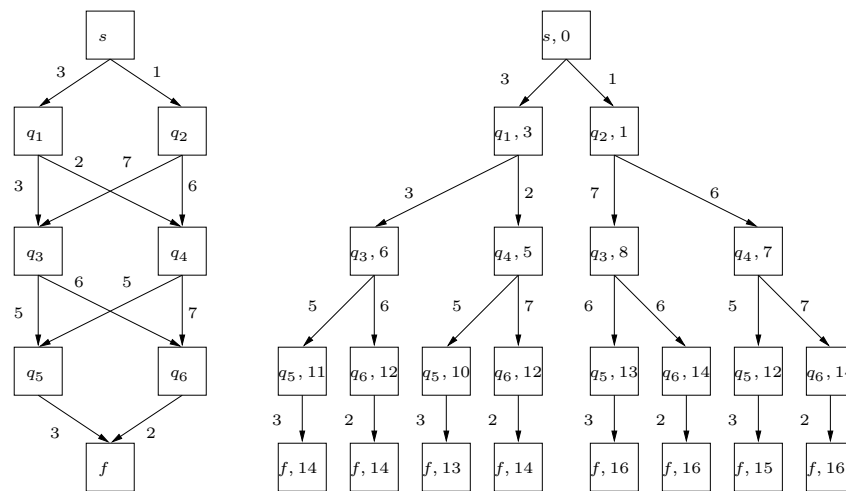 s
s, 0
3
1
3
1
q1
q2
q1, 3
q2, 1
3
2
7
6
3
2
7
6
q3
q4
q3, 6
q4, 5
q3, 8
q4, 7
5
6
5
7
5
6
5
7
6
6
5
7
q5
q6
q5, 11
q6, 12
q5, 10
q6, 12
q5, 13
q6, 14
q5, 12
q6, 14
3
2
3
2
3
2
3
2
3
2
f
f, 14
f, 14
f, 13
f, 14
f, 16
f, 16
f, 15
f, 16